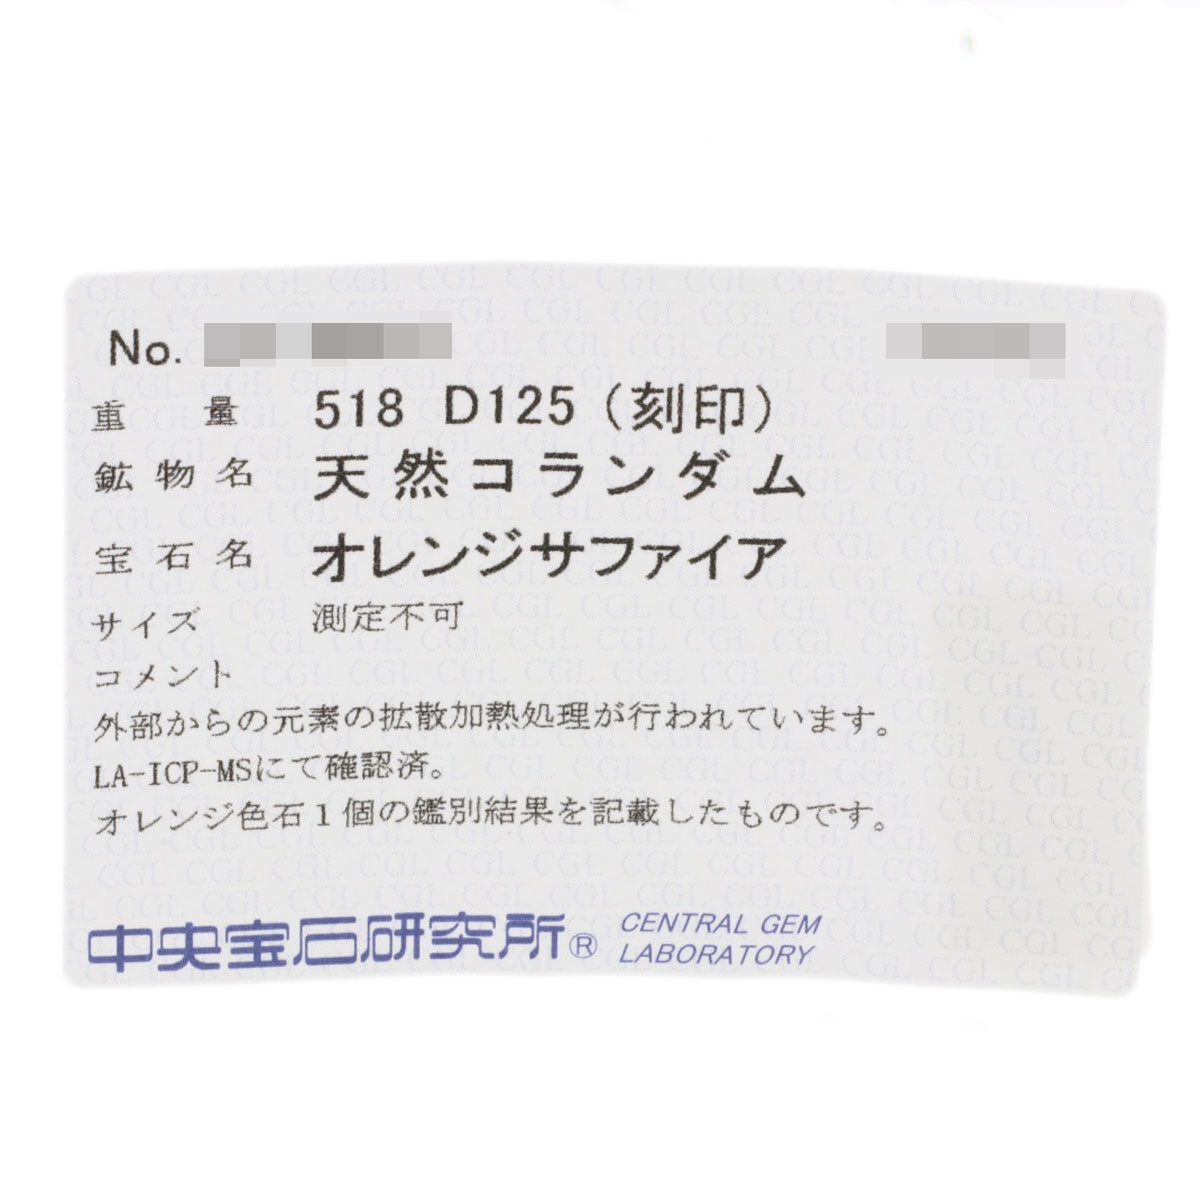 No.
重量 518 D125 (刻印)
鉱物名 天然コランダム
宝石名 オレンジサファイア
サイズ 測定不可
コメント
外部からの元素の拡散加熱処理が行われています。
LA-ICP-MSにて確認済。
オレンジ色石1個の鑑別結果を記載したものです。
中央宝石研究所® CENTRAL GEM
LABORATORY